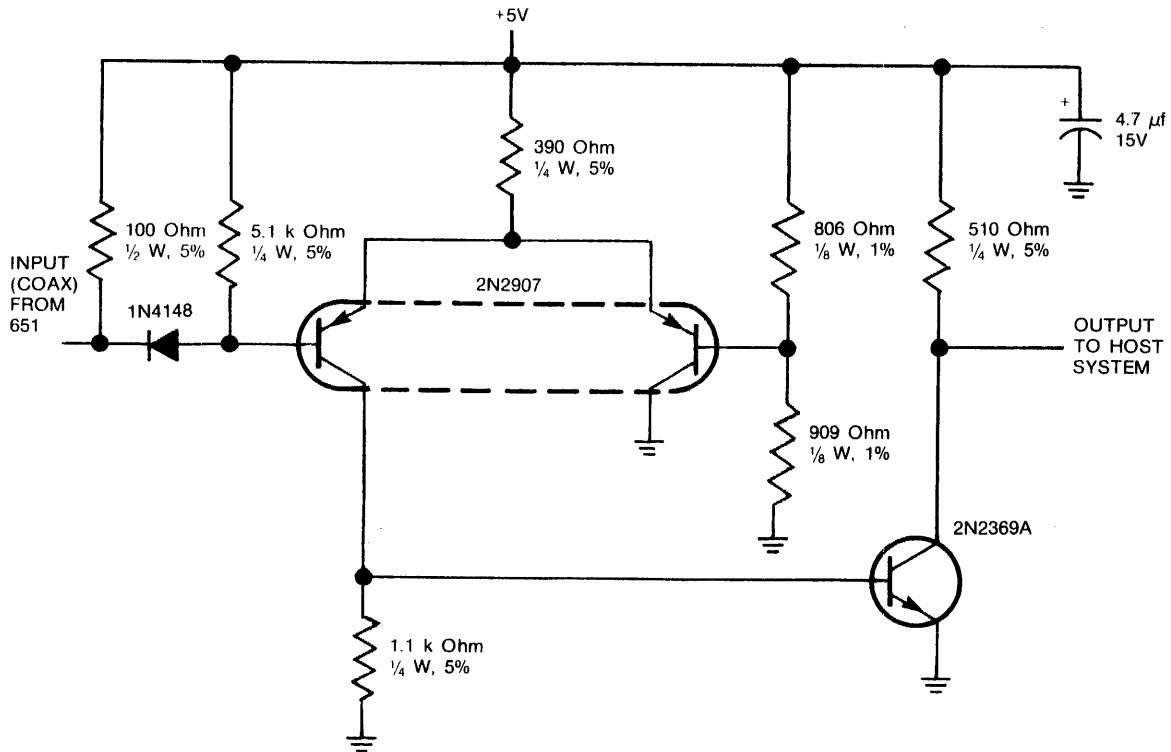 +5V
+
4.7 µf
15V
390 Ohm
¼ W, 5%
100 Ohm
½ W, 5%
5.1 k Ohm
¼ W, 5%
806 Ohm
⅛ W, 1%
510 Ohm
¼ W, 5%
INPUT
(COAX)
FROM
651
1N4148
2N2907
OUTPUT
TO HOST
SYSTEM
909 Ohm
⅛ W, 1%
2N2369A
1.1 k Ohm
¼ W, 5%